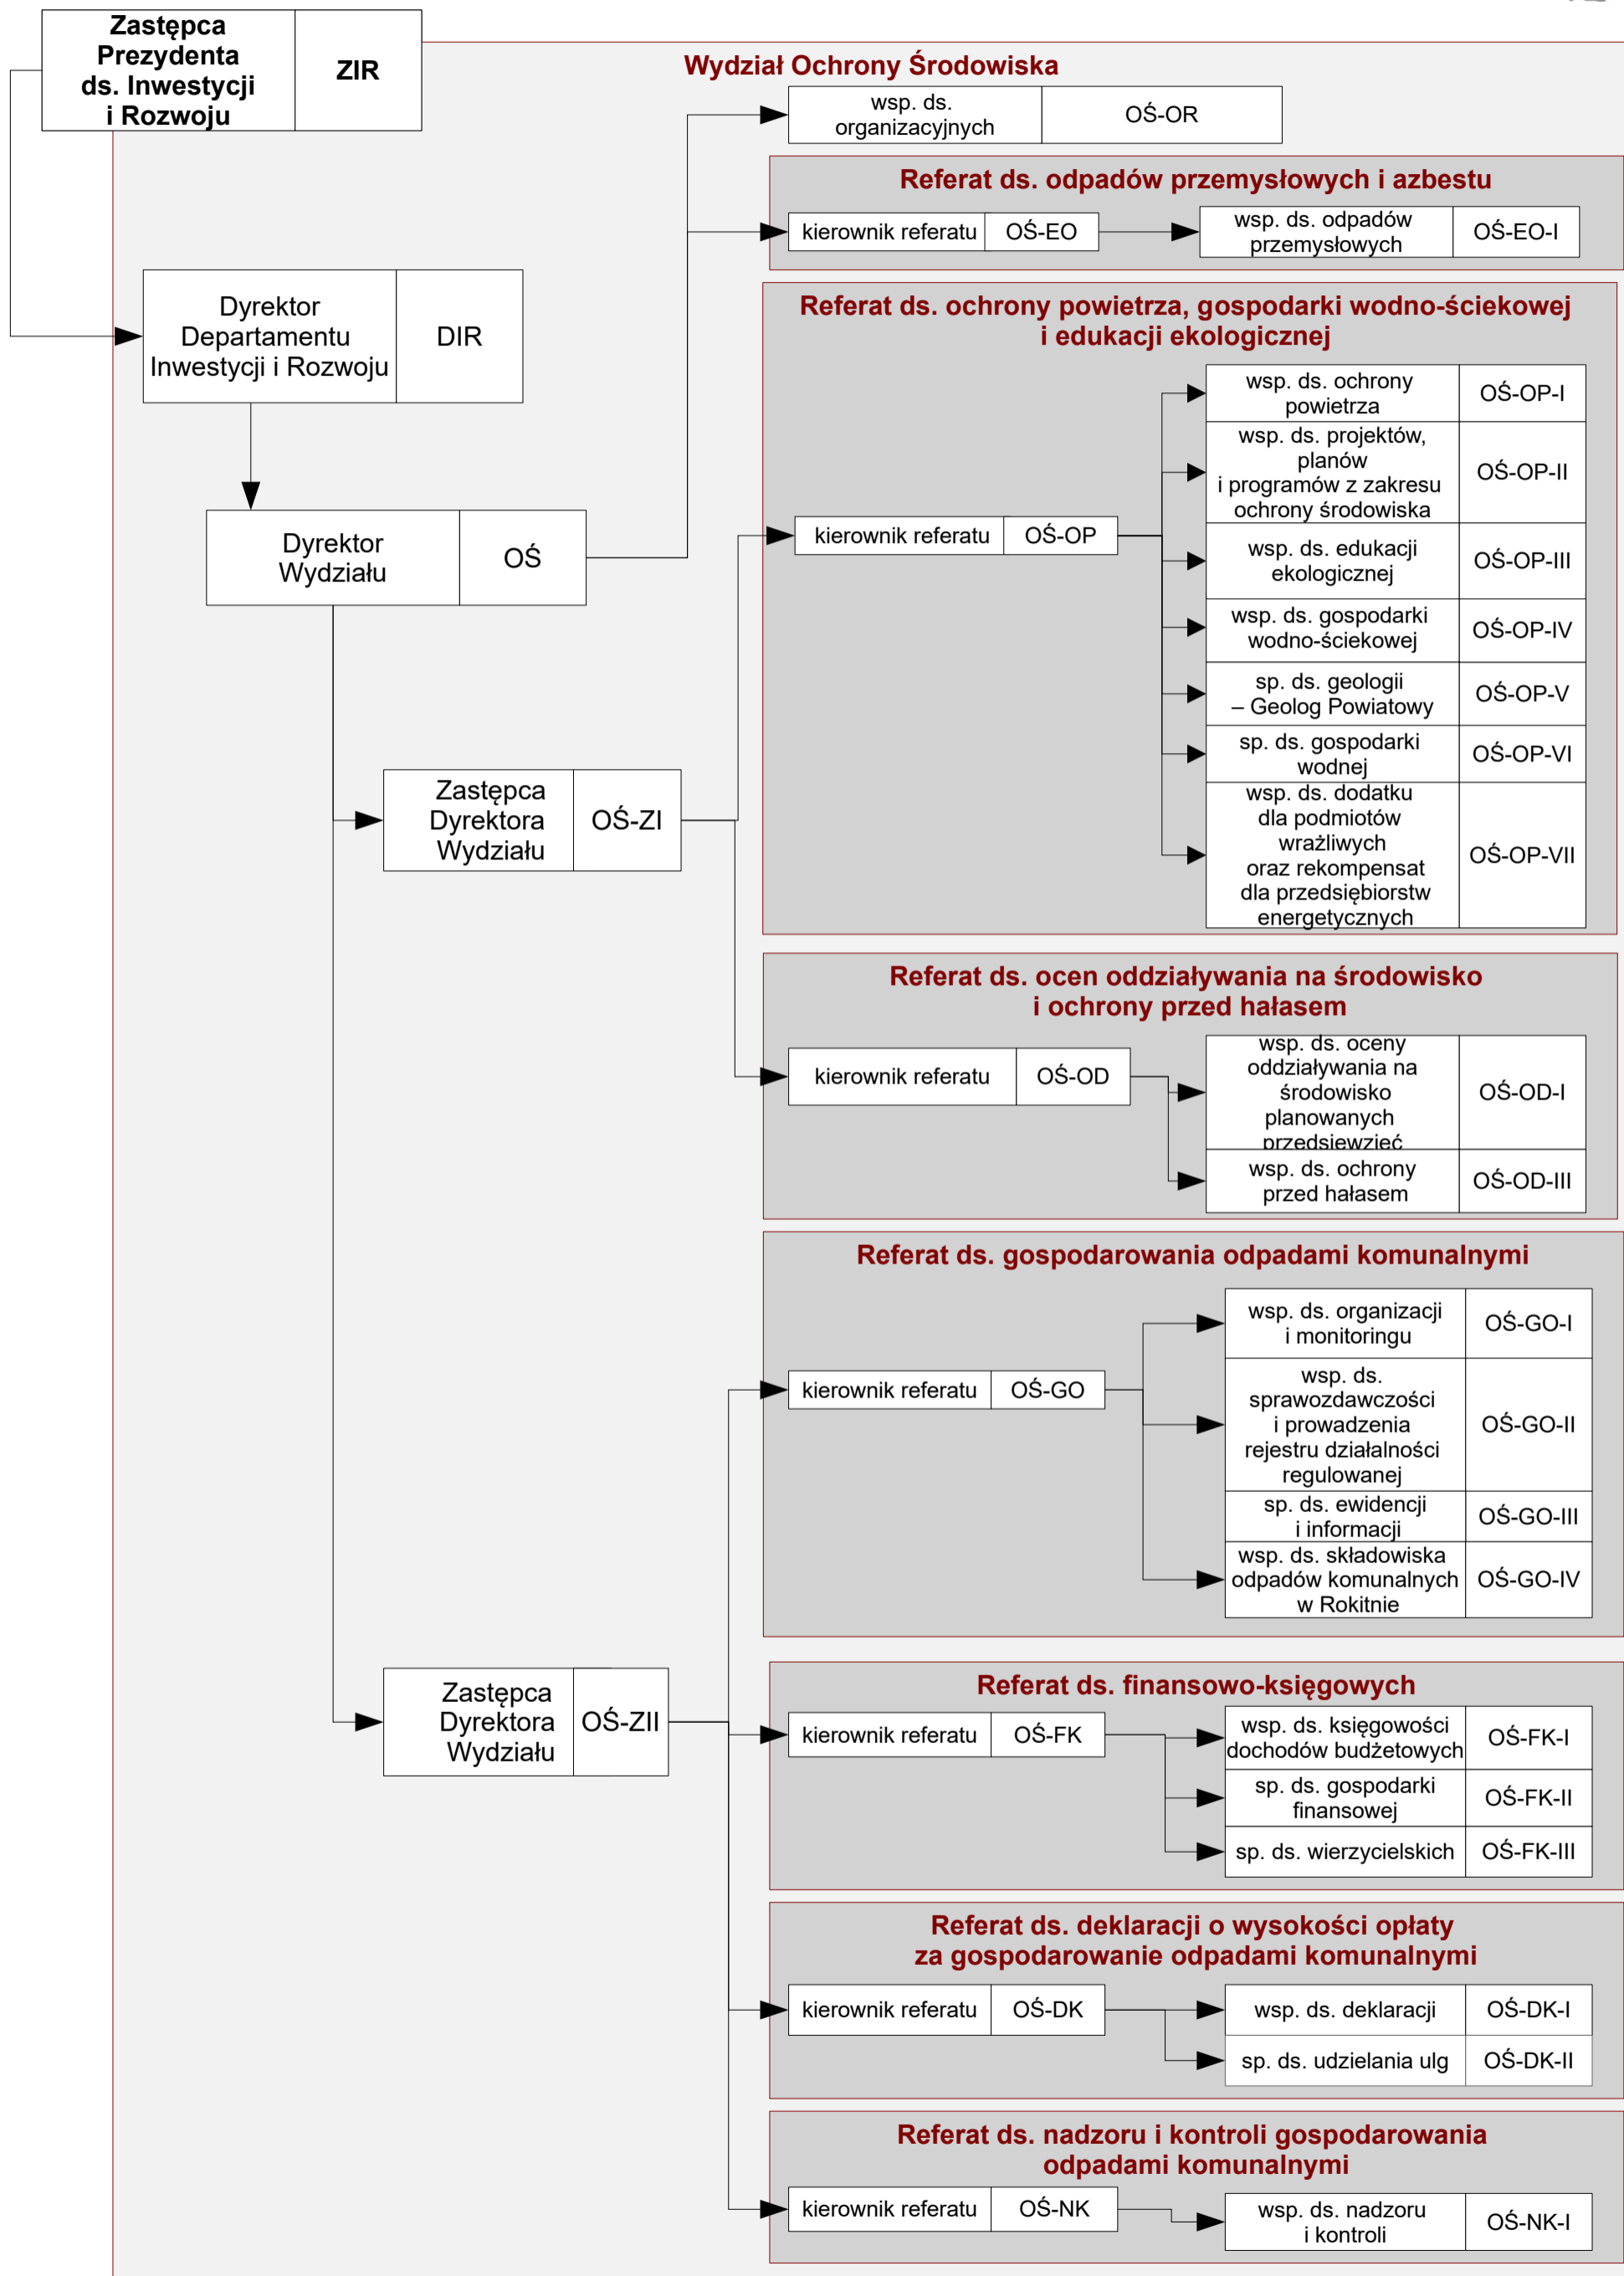 Zastępca
Prezydenta
ds. Inwestycji
i Rozwoju
ZIR
Wydział Ochrony Środowiska
wsp. ds.
organizacyjnych
OŚ-OR
Referat ds. odpadów przemysłowych i azbestu
kierownik referatu
OŚ-EO
wsp. ds. odpadów
przemysłowych
OŚ-EO-I
Dyrektor
Departamentu
Inwestycji i Rozwoju
DIR
Referat ds. ochrony powietrza, gospodarki wodno-ściekowej
i edukacji ekologicznej
wsp. ds. ochrony
powietrza
OŚ-OP-I
wsp. ds. projektów,
planów
i programów z zakresu
ochrony środowiska
OŚ-OP-II
Dyrektor
Wydziału
OŚ
kierownik referatu
OŚ-OP
wsp. ds. edukacji
ekologicznej
OŚ-OP-III
wsp. ds. gospodarki
wodno-ściekowej
OŚ-OP-IV
sp. ds. geologii
– Geolog Powiatowy
OŚ-OP-V
sp. ds. gospodarki
wodnej
OŚ-OP-VI
Zastępca
Dyrektora
Wydziału
OŚ-ZI
wsp. ds. dodatku
dla podmiotów
wrażliwych
oraz rekompensat
dla przedsiębiorstw
energetycznych
OŚ-OP-VII
Referat ds. ocen oddziaływania na środowisko
i ochrony przed hałasem
kierownik referatu
OŚ-OD
wsp. ds. oceny
oddziaływania na
środowisko
planowanych
przedsięwzięć
OŚ-OD-I
wsp. ds. ochrony
przed hałasem
OŚ-OD-III
Referat ds. gospodarowania odpadami komunalnymi
kierownik referatu
OŚ-GO
wsp. ds. organizacji
i monitoringu
OŚ-GO-I
wsp. ds.
sprawozdawczości
i prowadzenia
rejestru działalności
regulowanej
OŚ-GO-II
sp. ds. ewidencji
i informacji
OŚ-GO-III
wsp. ds. składowiska
odpadów komunalnych
w Rokitnie
OŚ-GO-IV
Zastępca
Dyrektora
Wydziału
OŚ-ZII
Referat ds. finansowo-księgowych
kierownik referatu
OŚ-FK
wsp. ds. księgowości
dochodów budżetowych
OŚ-FK-I
sp. ds. gospodarki
finansowej
OŚ-FK-II
sp. ds. wierzycielskich
OŚ-FK-III
Referat ds. deklaracji o wysokości opłaty
za gospodarowanie odpadami komunalnymi
kierownik referatu
OŚ-DK
wsp. ds. deklaracji
OŚ-DK-I
sp. ds. udzielania ulg
OŚ-DK-II
Referat ds. nadzoru i kontroli gospodarowania
odpadami komunalnymi
kierownik referatu
OŚ-NK
wsp. ds. nadzoru
i kontroli
OŚ-NK-I